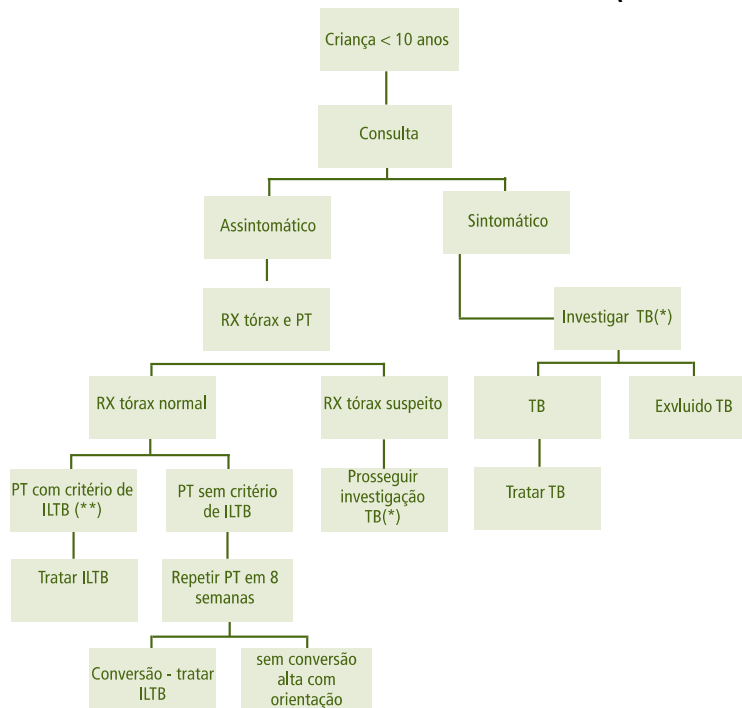 (
Criança < 10 anos
Consulta
Assintomático
Sintomático
RX tórax e PT
Investigar TB(*)
RX tórax normal
RX tórax suspeito
TB
Exvluido TB
PT com critério de
ILTB (**)
PT sem critério
de ILTB
Prosseguir
investigação
TB(*)
Tratar TB
Tratar ILTB
Repetir PT em 8
semanas
Conversão - tratar
ILTB
sem conversão
alta com
orientação